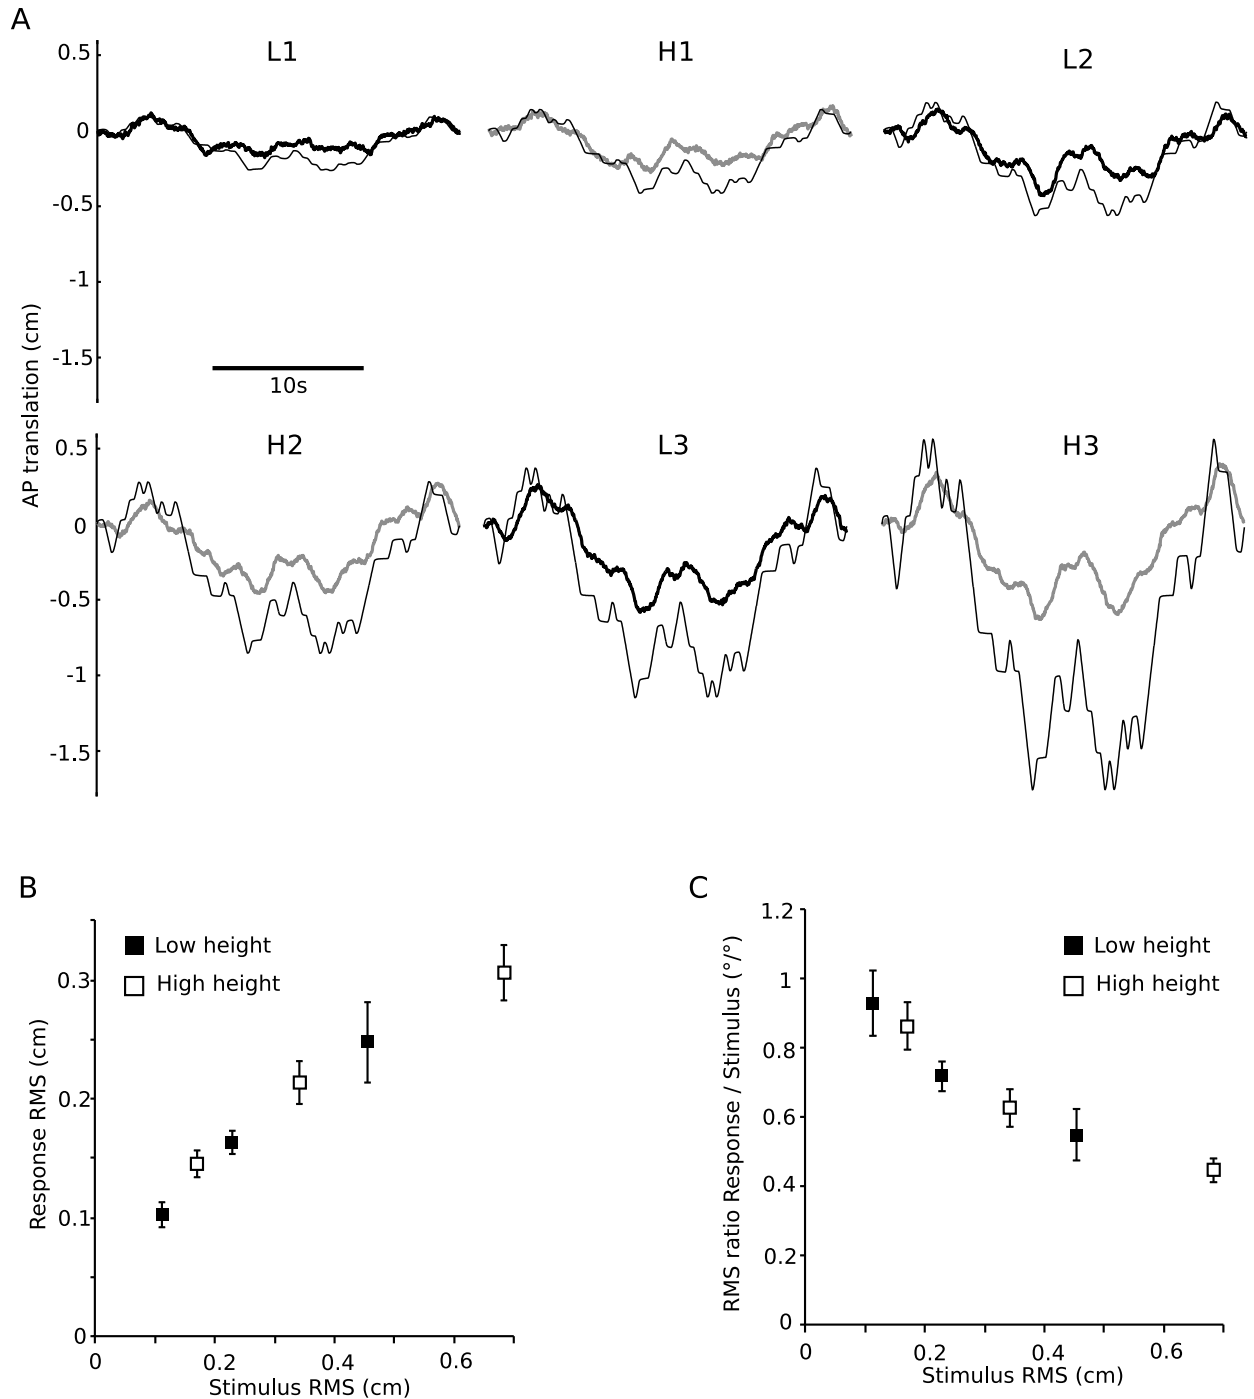 A
L1
H1
L2
0.5
0
-0.5
-1
-1.5
10s
AP translation (cm)
H2
L3
H3
0.5
0
-0.5
-1
-1.5
B
Low height
High height
Response RMS (cm)
0.3
0.2
0.1
0
0
0.2
0.4
0.6
Stimulus RMS (cm)
C
Low height
High height
RMS ratio Response / Stimulus (°/°)
1.2
1
0.8
0.6
0.4
0.2
0
0
0.2
0.4
0.6
Stimulus RMS (cm)